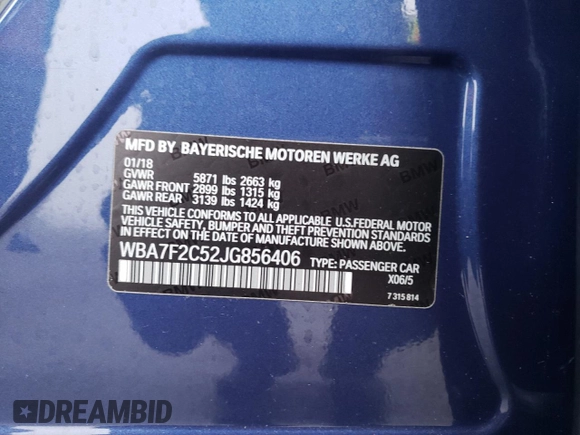 MFD BY BAYERISCHE MOTOREN WERKE AG
01/18
GVWR 5871 lbs 2663 kg
GAWR FRONT 2899 lbs 1315 kg
GAWR REAR 3139 lbs 1424 kg
THIS VEHICLE CONFORMS TO ALL APPLICABLE U.S.FEDERAL MOTOR
VEHICLE SAFETY, BUMPER AND THEFT PREVENTION STANDARDS
IN EFFECT ON THE DATE OF MANUFACTURE SHOWN ABOVE.
WBA7F2C52JG856406 TYPE: PASSENGER CAR
X06/5
7 315 814
BMW
DREAMBID